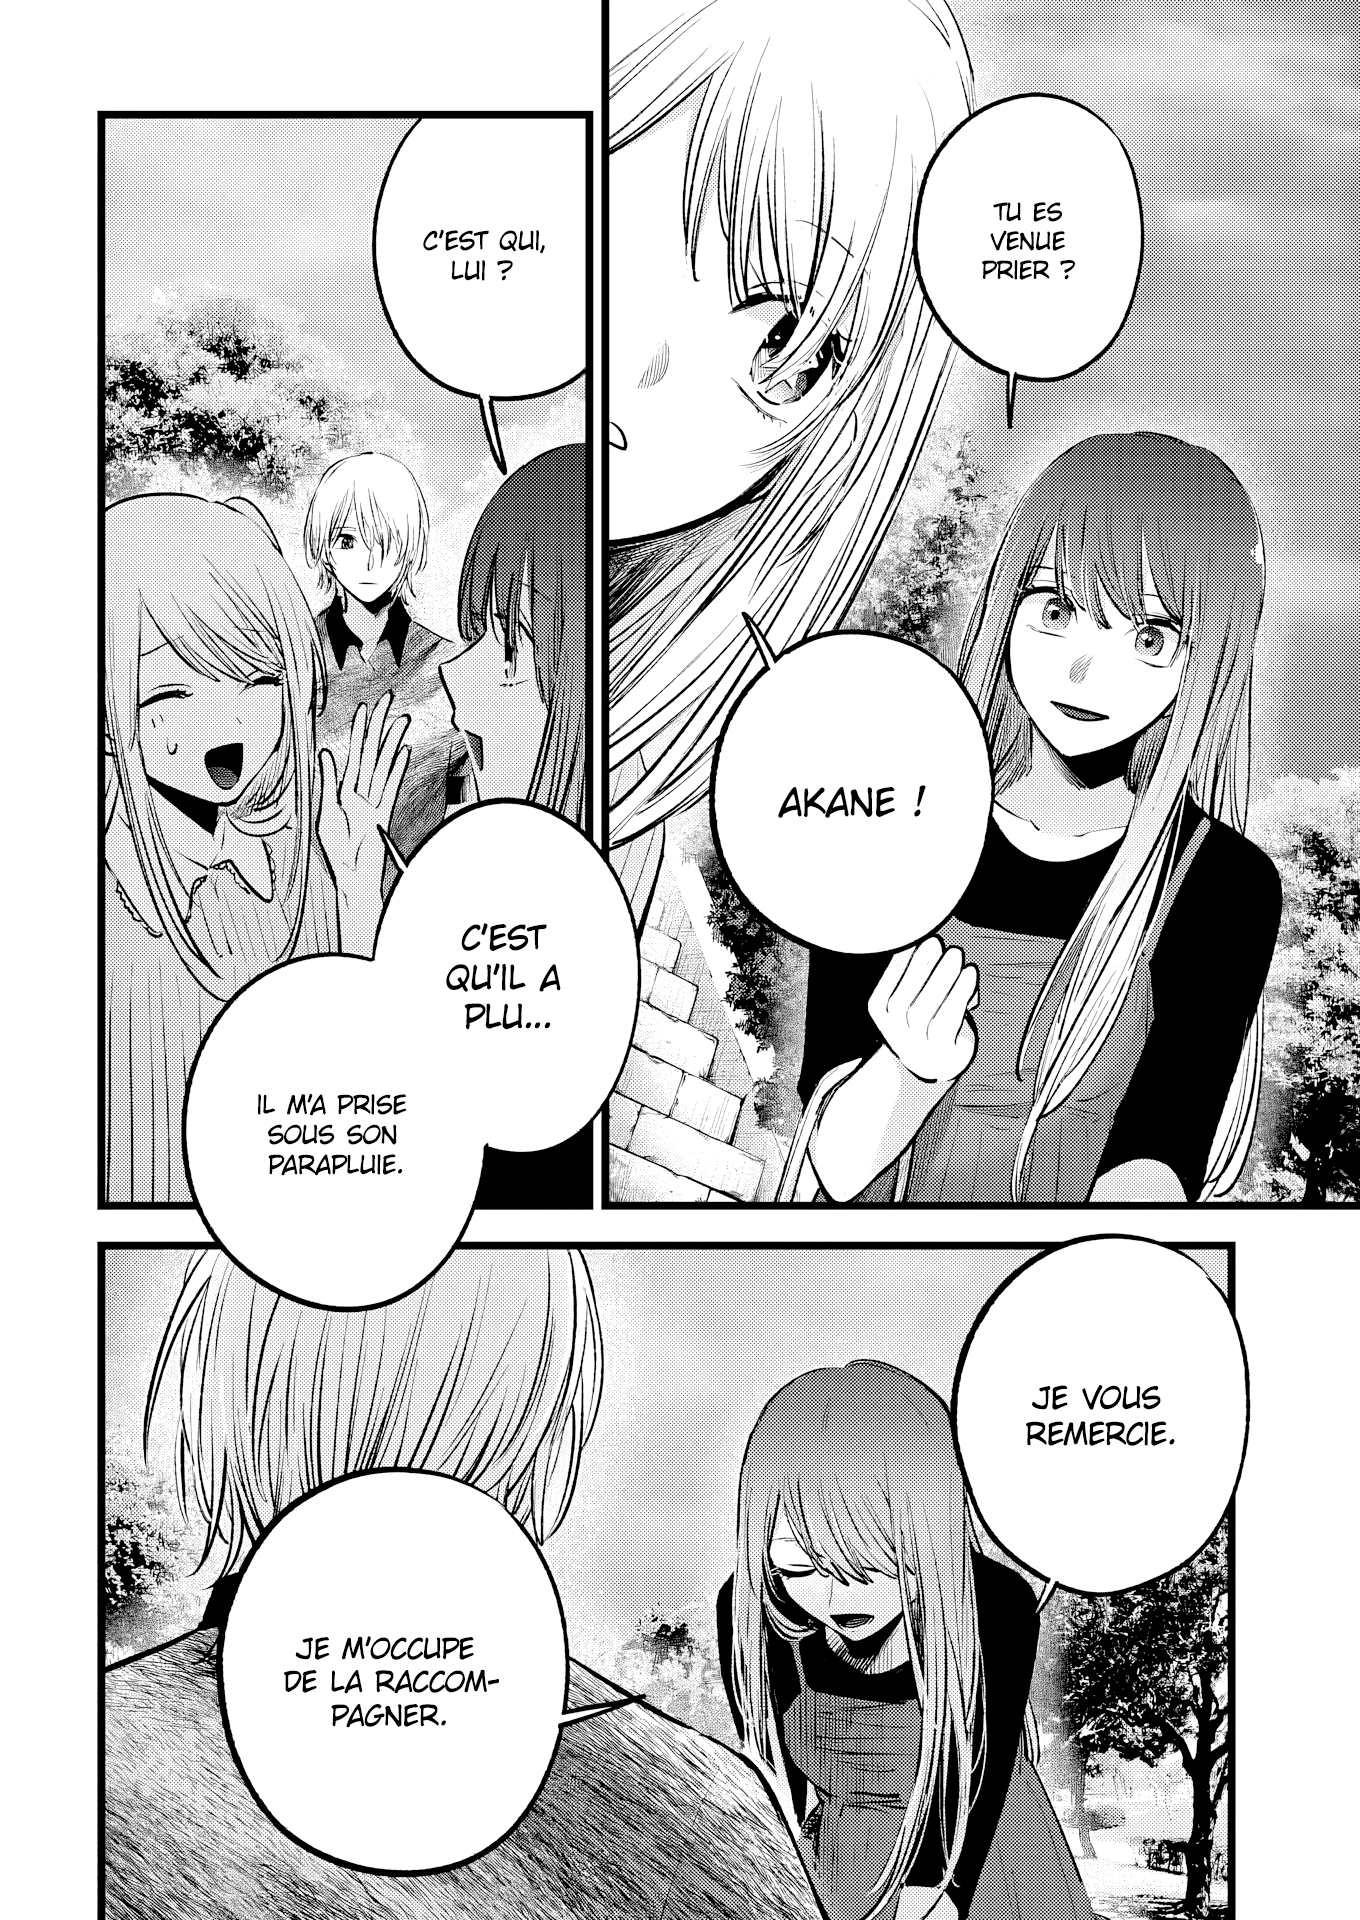 TU ES
VENUE
PRIER ?
AKANE !
C'EST QUI,
LUI ?
C'EST
QU'IL A
PLU...
IL M'A PRISE
SOUS SON
PARAPLUIE.
JE VOUS
REMERCIE.
JE M'OCCUPE
DE LA RACCOM-
PAGNER.